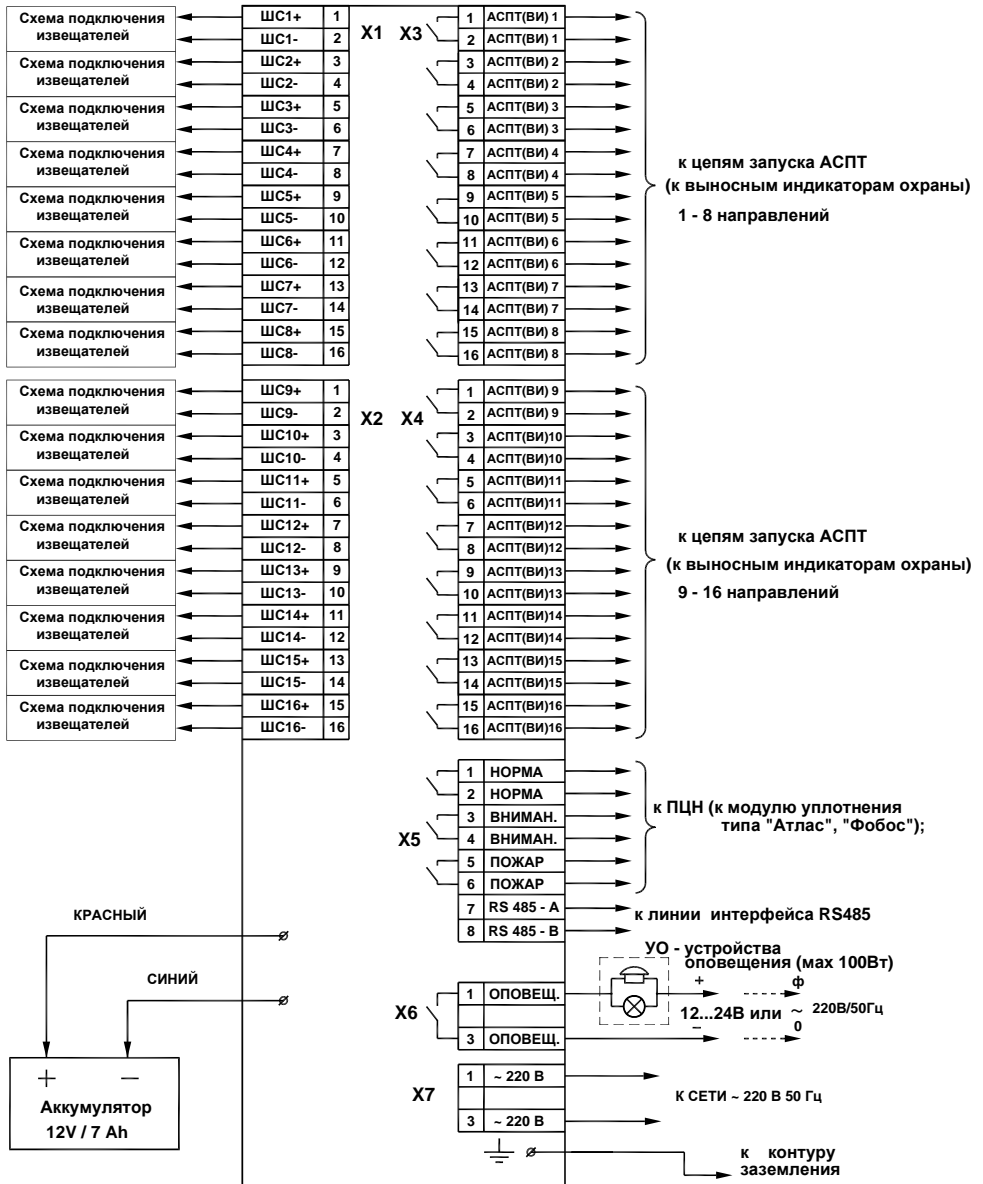 Схема подключения
извещателей
ШС1+ 1
ШС1- 2
Схема подключения
извещателей
ШС2+ 3
ШС2- 4
Схема подключения
извещателей
ШС3+ 5
ШС3- 6
Схема подключения
извещателей
ШС4+ 7
ШС4- 8
Схема подключения
извещателей
ШС5+ 9
ШС5- 10
Схема подключения
извещателей
ШС6+ 11
ШС6- 12
Схема подключения
извещателей
ШС7+ 13
ШС7- 14
Схема подключения
извещателей
ШС8+ 15
ШС8- 16
X1 X3
1 АСПТ(ВИ) 1
2 АСПТ(ВИ) 1
3 АСПТ(ВИ) 2
4 АСПТ(ВИ) 2
5 АСПТ(ВИ) 3
6 АСПТ(ВИ) 3
7 АСПТ(ВИ) 4
8 АСПТ(ВИ) 4
9 АСПТ(ВИ) 5
10 АСПТ(ВИ) 5
11 АСПТ(ВИ) 6
12 АСПТ(ВИ) 6
13 АСПТ(ВИ) 7
14 АСПТ(ВИ) 7
15 АСПТ(ВИ) 8
16 АСПТ(ВИ) 8
к цепям запуска АСПТ
(к выносным индикаторам охраны)
1 - 8 направлений
Схема подключения
извещателей
ШС9+ 1
ШС9- 2
Схема подключения
извещателей
ШС10+ 3
ШС10- 4
Схема подключения
извещателей
ШС11+ 5
ШС11- 6
Схема подключения
извещателей
ШС12+ 7
ШС12- 8
Схема подключения
извещателей
ШС13+ 9
ШС13- 10
Схема подключения
извещателей
ШС14+ 11
ШС14- 12
Схема подключения
извещателей
ШС15+ 13
ШС15- 14
Схема подключения
извещателей
ШС16+ 15
ШС16- 16
X2 X4
1 АСПТ(ВИ) 9
2 АСПТ(ВИ) 9
3 АСПТ(ВИ)10
4 АСПТ(ВИ)10
5 АСПТ(ВИ)11
6 АСПТ(ВИ)11
7 АСПТ(ВИ)12
8 АСПТ(ВИ)12
9 АСПТ(ВИ)13
10 АСПТ(ВИ)13
11 АСПТ(ВИ)14
12 АСПТ(ВИ)14
13 АСПТ(ВИ)15
14 АСПТ(ВИ)15
15 АСПТ(ВИ)16
16 АСПТ(ВИ)16
к цепям запуска АСПТ
(к выносным индикаторам охраны)
9 - 16 направлений
X5
1 НОРМА
2 НОРМА
3 ВНИМАН.
4 ВНИМАН.
5 ПОЖАР
6 ПОЖАР
7 RS 485 - А
8 RS 485 - В
к ПЦН (к модулю уплотнения
типа "Атлас", "Фобос");
к линии интерфейса RS485
КРАСНЫЙ
СИНИЙ
+ −
Аккумулятор
12V / 7 Ah
УО - устройства
оповещения (мах 100Вт)
X6
1 ОПОВЕЩ.
3 ОПОВЕЩ.
+ ф
12...24В или ~ 220В/50Гц
− 0
X7
1 ~ 220 В
3 ~ 220 В
К СЕТИ ~ 220 В 50 Гц
к контуру
заземления